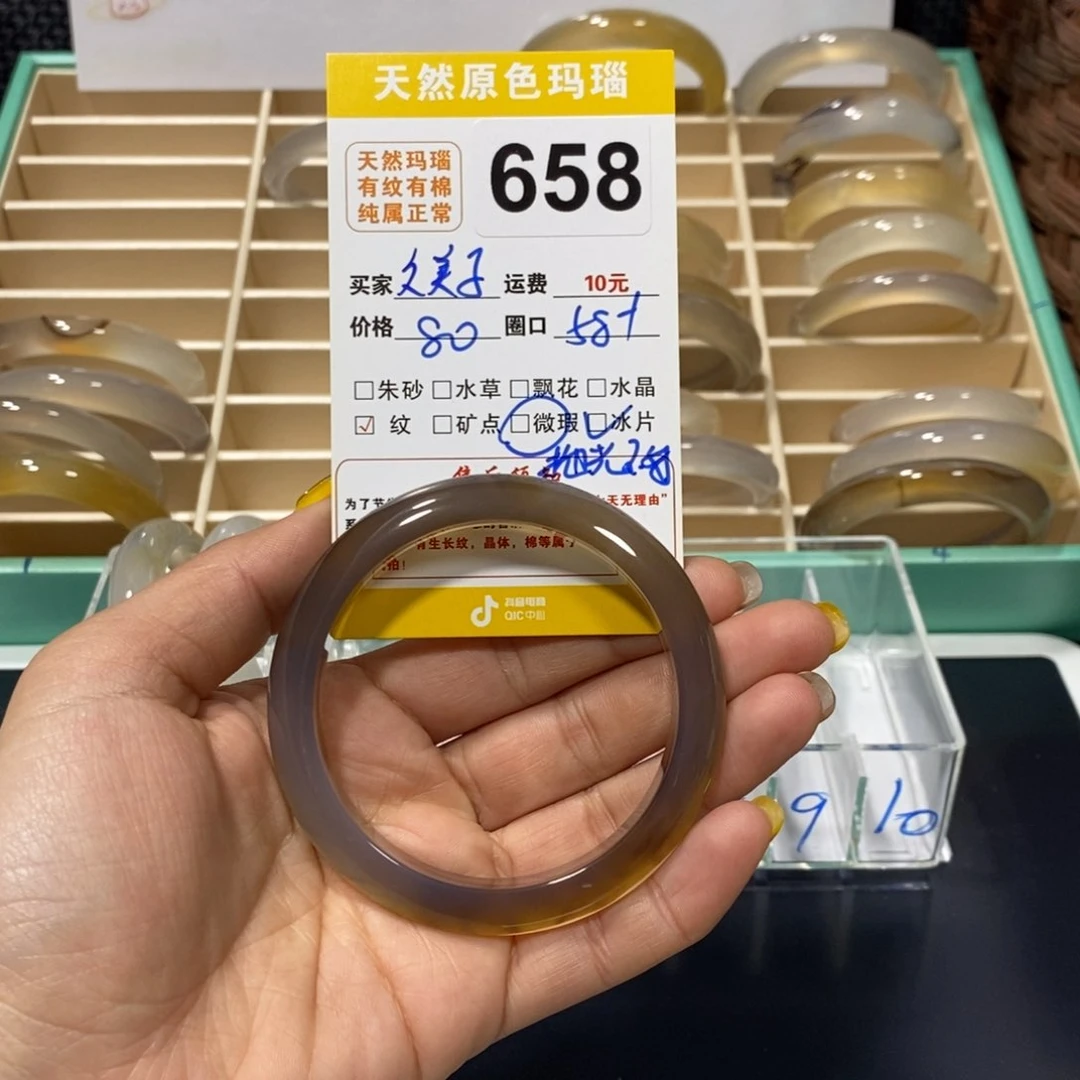 天然原色玛瑙
天然玛瑙
有纹有棉
纯属正常
658
买家 久美子 运费 10元
价格 80 圈口 58+
☐朱砂 ☐水草 ☐飘花 ☐水晶
☑ 纹 ☐矿点 ☐微瑕 ☐冰片
为了节 天无理由"
有生长纹，晶体，棉等属
拍！
抖音电商
QIC中心
9 10
4